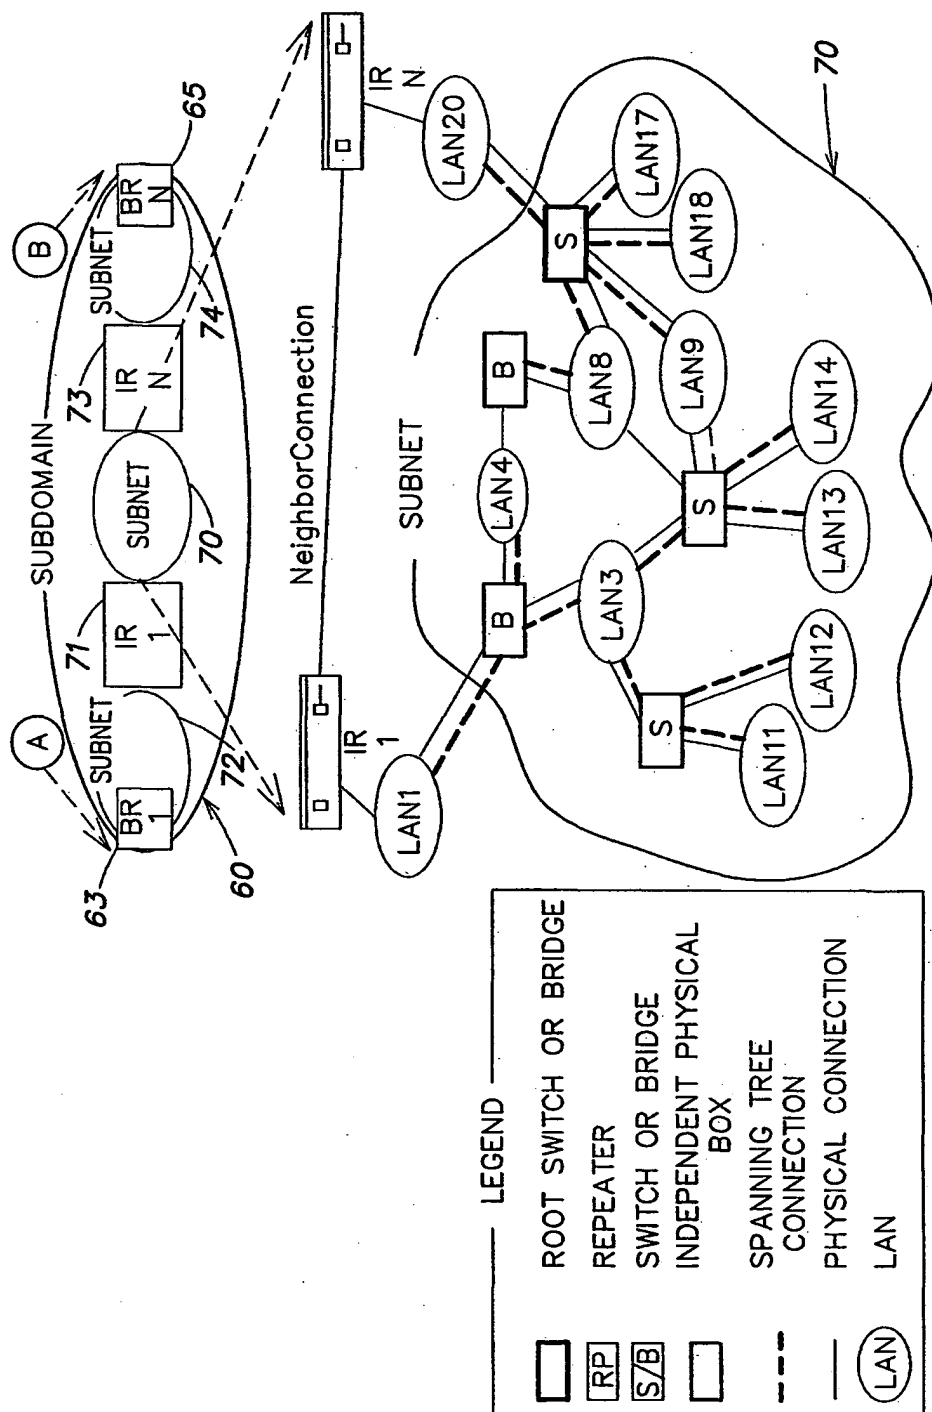 SUBDOMAIN
A
B
63
BR
1
SUBNET
72
60
71
IR
1
SUBNET
70
73
IR
N
SUBNET
74
BR
N
65
NeighborConnection
IR
1
IR
N
LAN1
LAN20
SUBNET
B
LAN4
B
S
LAN17
LAN18
LAN8
LAN3
LAN9
S
S
LAN11
LAN12
LAN13
LAN14
70
LEGEND
ROOT SWITCH OR BRIDGE
RP REPEATER
S/B SWITCH OR BRIDGE
INDEPENDENT PHYSICAL
BOX
SPANNING TREE
CONNECTION
PHYSICAL CONNECTION
LAN LAN